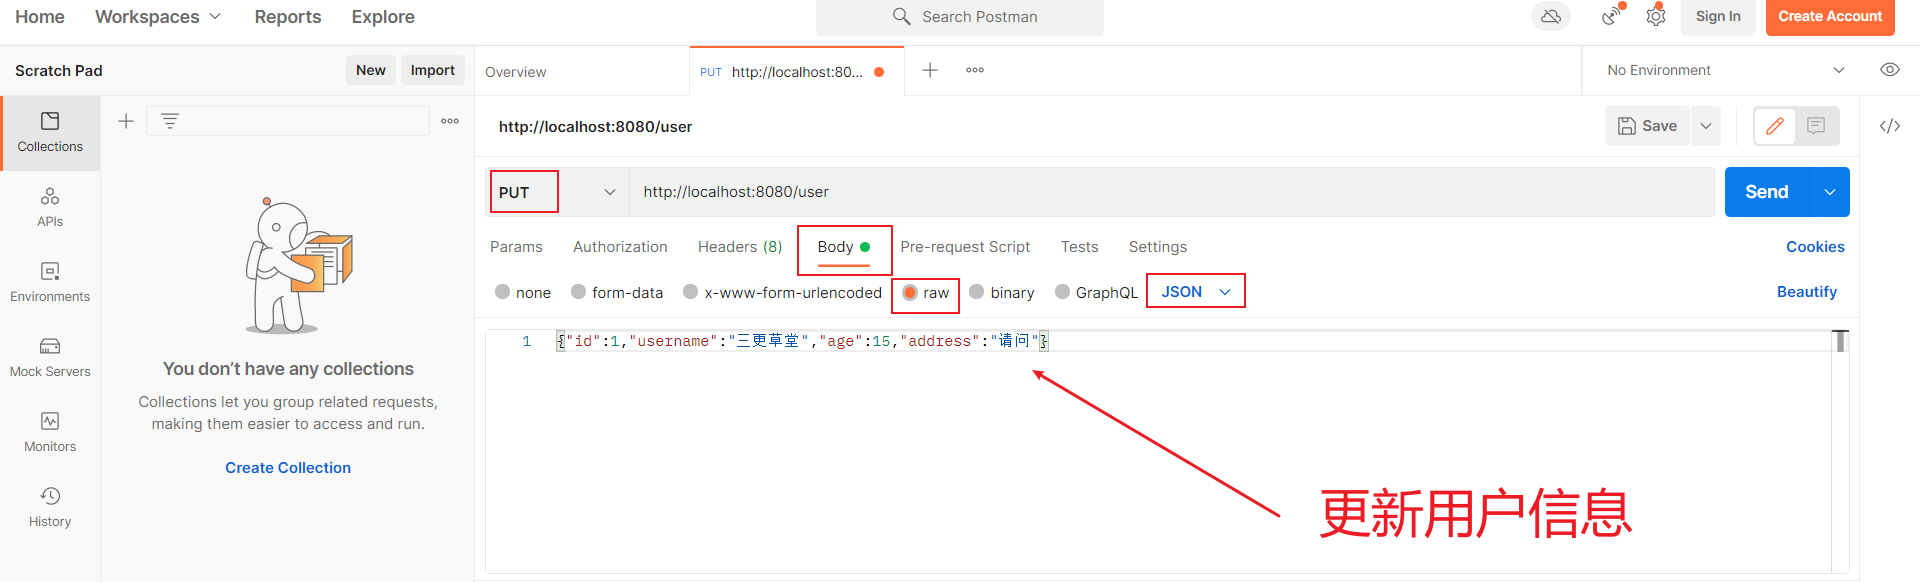 Home Workspaces Reports Explore Search Postman Sign In Create Account
Scratch Pad New Import
Overview PUT http://localhost:80... No Environment
Collections
APIs
Environments
Mock Servers
Monitors
History
You don't have any collections
Collections let you group related requests,
making them easier to access and run.
Create Collection
http://localhost:8080/user Save
PUT http://localhost:8080/user Send
Params Authorization Headers (8) Body Pre-request Script Tests Settings Cookies
none form-data x-www-form-urlencoded raw binary GraphQL JSON Beautify
1 {"id":1,"username":"三更草堂","age":15,"address":"请问"}
更新用户信息